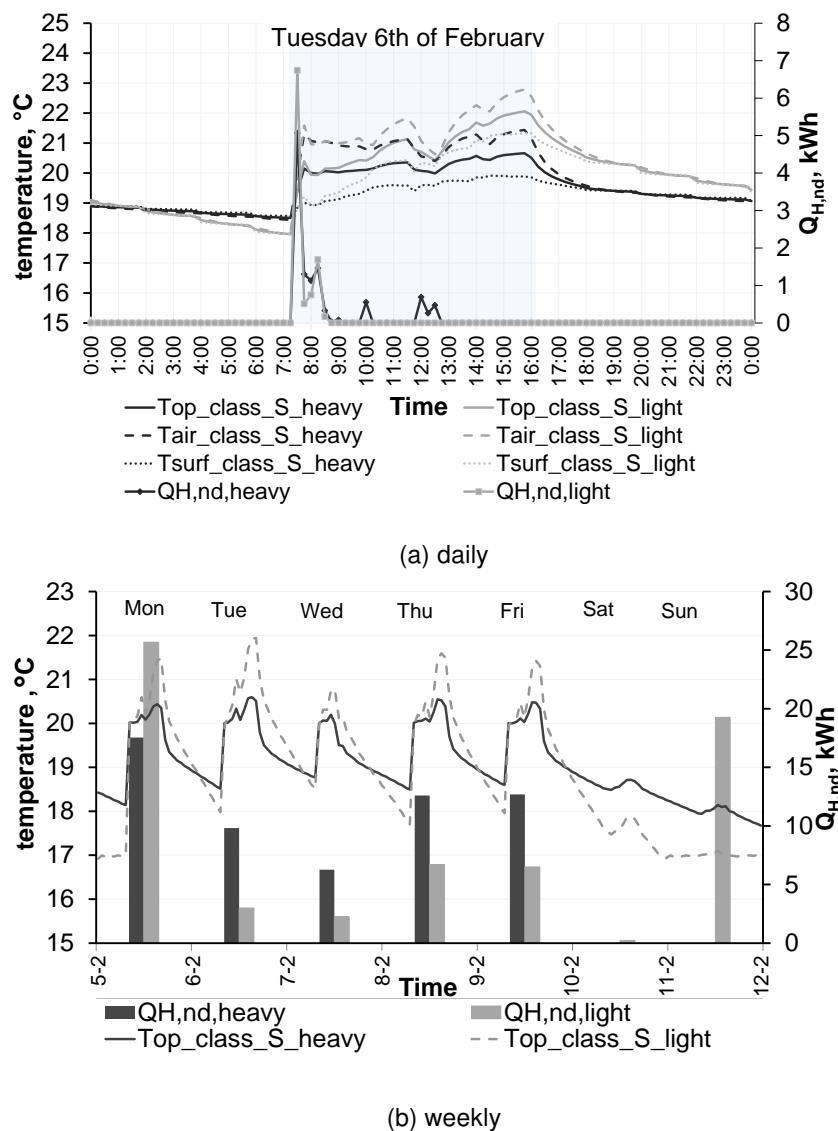 Tuesday 6th of February
temperature, °C
25
24
23
22
21
20
19
18
17
16
15
8
7
6
5
4
3
2
1
0
Q_H,nd, kWh
0:00 1:00 2:00 3:00 4:00 5:00 6:00 7:00 8:00 9:00 10:00 11:00 12:00 13:00 14:00 15:00 16:00 17:00 18:00 19:00 20:00 21:00 22:00 23:00 0:00
Time
Top_class_S_heavy Top_class_S_light
Tair_class_S_heavy Tair_class_S_light
Tsurf_class_S_heavy Tsurf_class_S_light
QH,nd,heavy QH,nd,light
(a) daily
Mon Tue Wed Thu Fri Sat Sun
temperature , °C
23
22
21
20
19
18
17
16
15
30
25
20
15
10
5
0
Q_H,nd, kWh
5-2 6-2 7-2 8-2 9-2 10-2 11-2 12-2
Time
QH,nd,heavy QH,nd,light
Top_class_S_heavy Top_class_S_light
(b) weekly